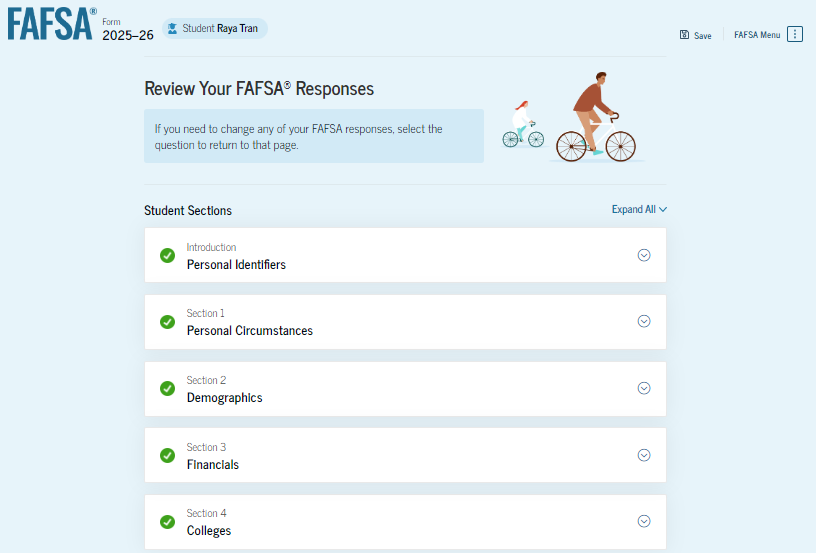 FAFSA®
Form
2025–26
Student Raya Tran
Save
FAFSA Menu
Review Your FAFSA® Responses
If you need to change any of your FAFSA responses, select the
question to return to that page.
Student Sections
Expand All
Introduction
Personal Identifiers
Section 1
Personal Circumstances
Section 2
Demographics
Section 3
Financials
Section 4
Colleges